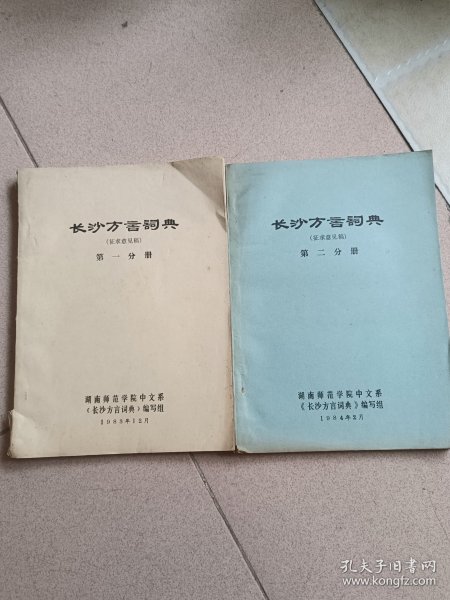 长沙方言词典
(征求意见稿)
第一分册
湖南师范学院中文系
《长沙方言词典》编写组
1983年12月
长沙方言词典
(征求意见稿)
第二分册
湖南师范学院中文系
《长沙方言词典》编写组
1984年2月
孔夫子旧书网
www.kongfz.com